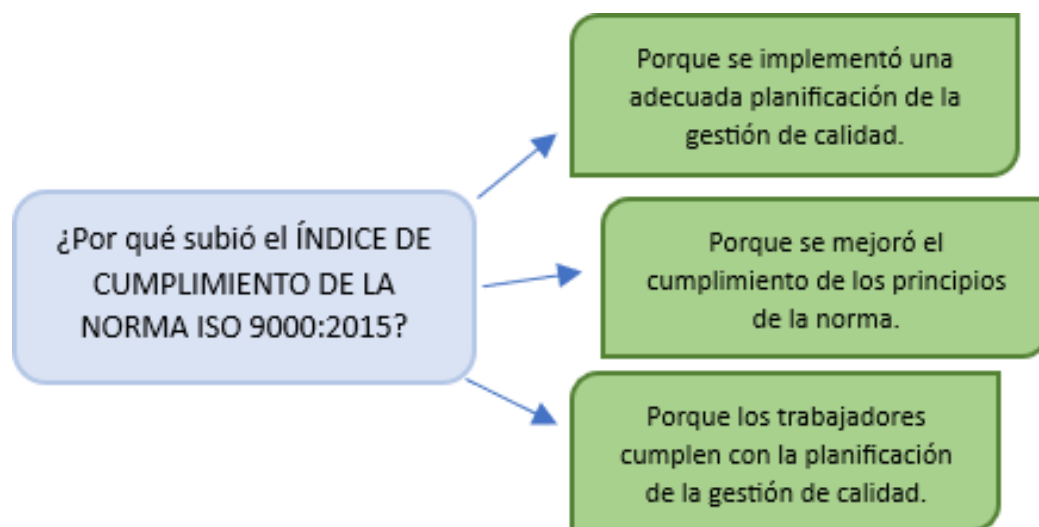 Porque se implementó una
adecuada planificación de la
gestión de calidad.
¿Por qué subió el ÍNDICE DE
CUMPLIMIENTO DE LA
NORMA ISO 9000:2015?
Porque se mejoró el
cumplimiento de los principios
de la norma.
Porque los trabajadores
cumplen con la planificación
de la gestión de calidad.